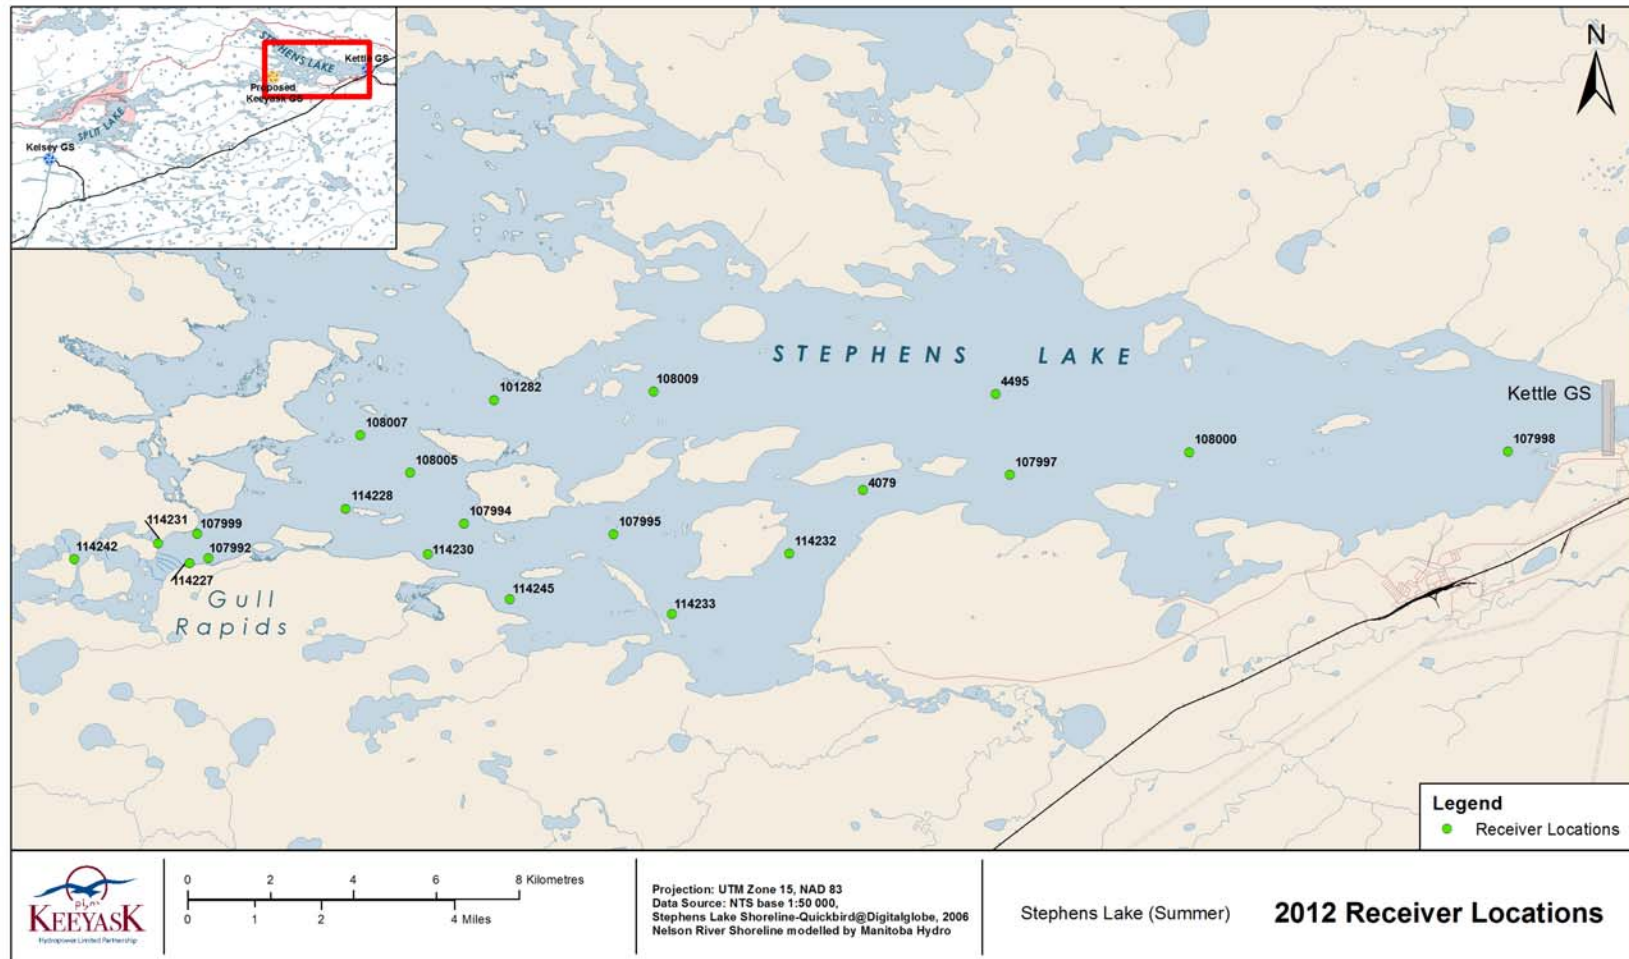 STEPHENS LAKE
Kettle GS
Proposed
Keeyask GS
SPLIT LAKE
Kelsey GS
N
STEPHENS LAKE
101282
108009
4495
Kettle GS
108007
108000
107998
108005
107997
4079
114228
107994
114231
107999
107995
114242
107992
114230
114232
114227
Gull
Rapids
114245
114233
Legend
Receiver Locations
KEEYASK
Hydropower Limited Partnership
0 2 4 6 8 Kilometres
0 1 2 4 Miles
Projection: UTM Zone 15, NAD 83
Data Source: NTS base 1:50 000,
Stephens Lake Shoreline-Quickbird@Digitalglobe, 2006
Nelson River Shoreline modelled by Manitoba Hydro
Stephens Lake (Summer)
2012 Receiver Locations